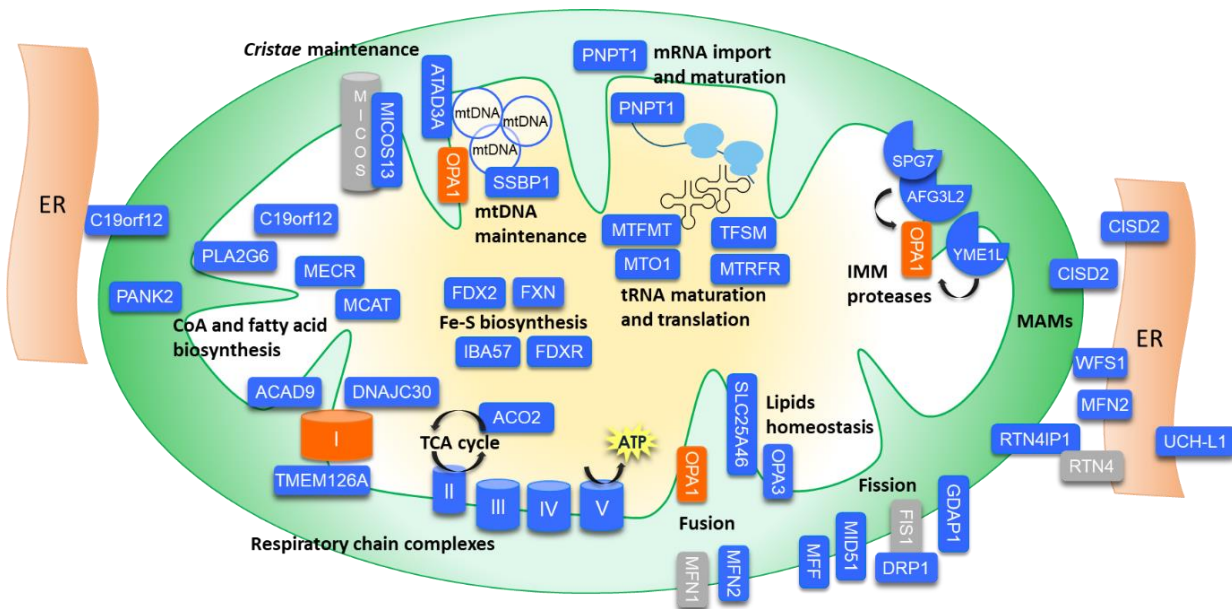 Cristae maintenance
MICOS
MICOS13
ATAD3A
mtDNA
mtDNA
mtDNA
OPA1
SSBP1
mtDNA
maintenance
PNPT1
mRNA import
and maturation
PNPT1
MTFMT
TFSM
MTO1
MTRFR
tRNA maturation
and translation
SPG7
AFG3L2
OPA1
YME1L
IMM
proteases
ER
C19orf12
C19orf12
PLA2G6
PANK2
MECR
MCAT
CoA and fatty acid
biosynthesis
FDX2
FXN
Fe-S biosynthesis
IBA57
FDXR
CISD2
CISD2
MAMs
ER
WFS1
MFN2
RTN4IP1
RTN4
UCH-L1
ACAD9
DNAJC30
I
TMEM126A
ACO2
TCA cycle
II
III
IV
V
ATP
Respiratory chain complexes
OPA1
SLC25A46
OPA3
Lipids
homeostasis
Fusion
MFN1
MFN2
Fission
MFF
MID51
FIS1
DRP1
GDAP1